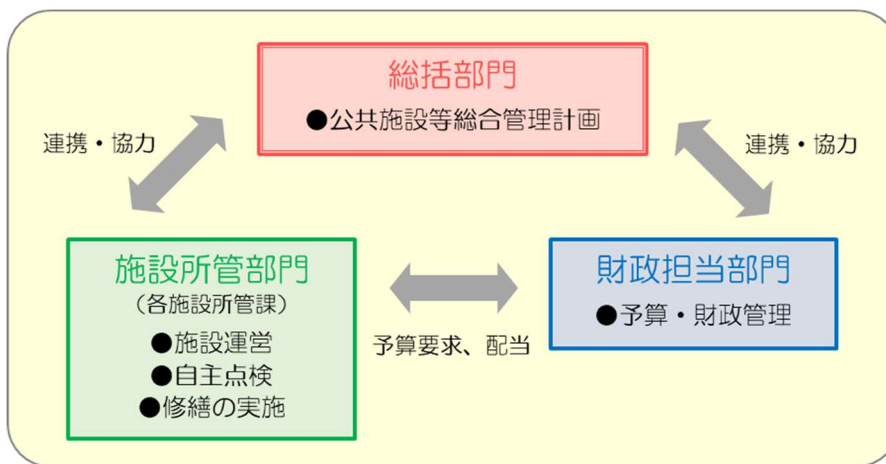 総括部門
●公共施設等総合管理計画
連携・協力
連携・協力
施設所管部門
（各施設所管課）
●施設運営
●自主点検
●修繕の実施
予算要求、配当
財政担当部門
●予算・財政管理